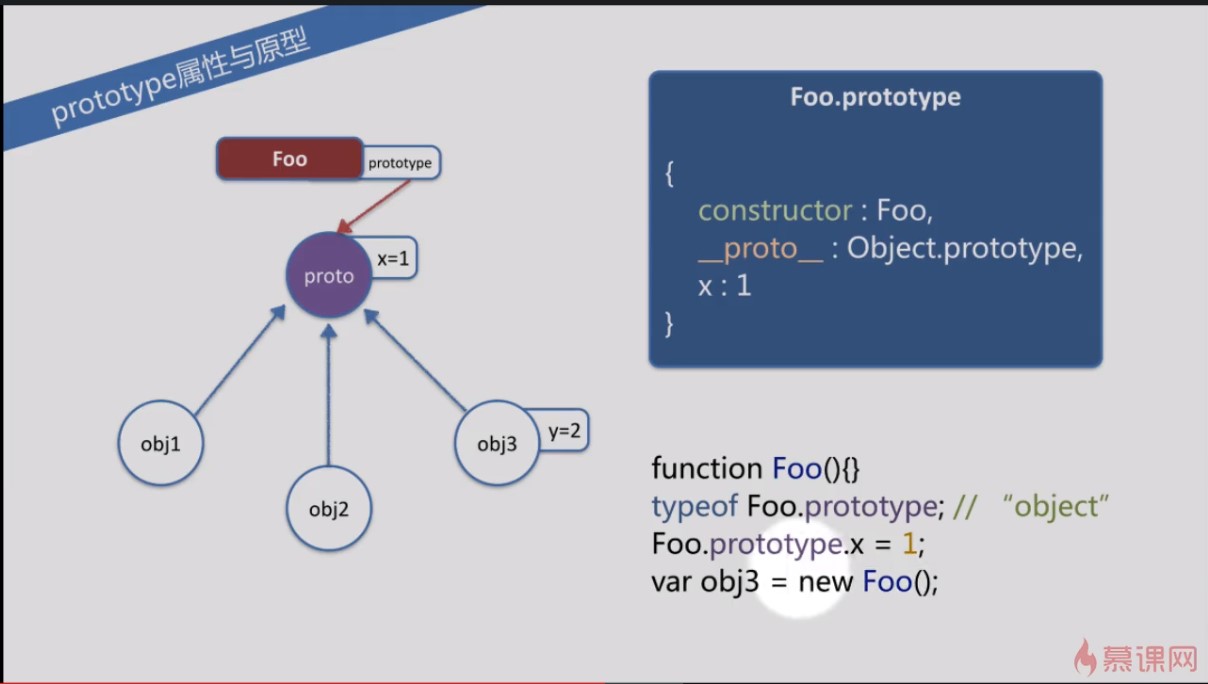 prototype属性与原型
Foo
prototype
proto
x=1
obj1
obj2
obj3
y=2
Foo.prototype
{
constructor : Foo,
__proto__ : Object.prototype,
x : 1
}
function Foo(){}
typeof Foo.prototype; // “object”
Foo.prototype.x = 1;
var obj3 = new Foo();
慕课网